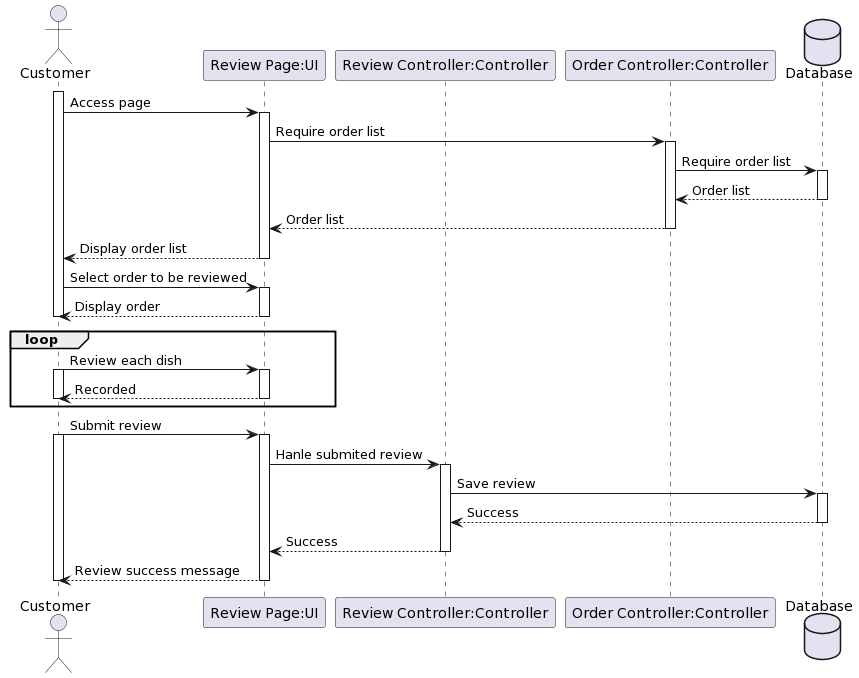 Customer
Review Page:UI
Review Controller:Controller
Order Controller:Controller
Database
Access page
Require order list
Require order list
Order list
Order list
Display order list
Select order to be reviewed
Display order
loop
Review each dish
Recorded
Submit review
Hanle submited review
Save review
Success
Success
Review success message
Customer
Review Page:UI
Review Controller:Controller
Order Controller:Controller
Database